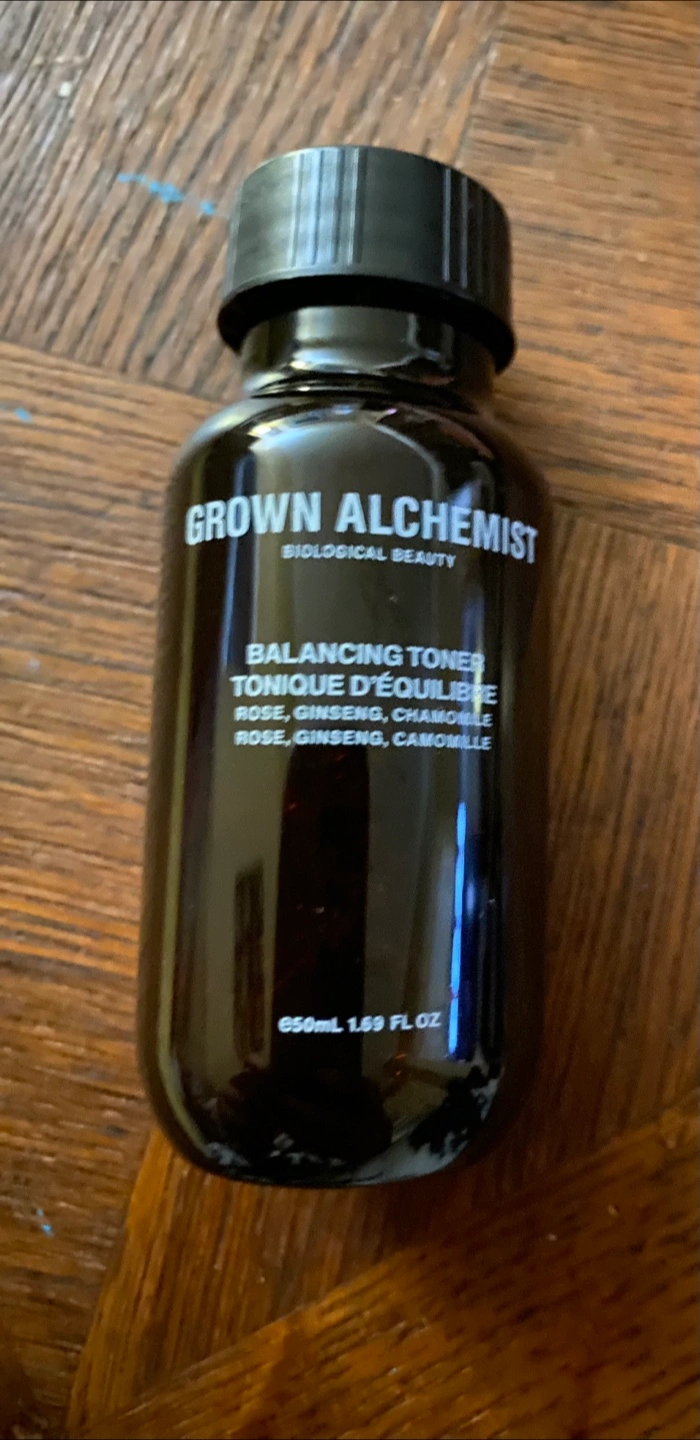 GROWN ALCHEMIST
BIOLOGICAL BEAUTY
BALANCING TONER
TONIQUE D'ÉQUILIBRE
ROSE, GINSENG, CHAMOMILE
ROSE, GINSENG, CAMOMILLE
℮50mL 1.69 FL OZ